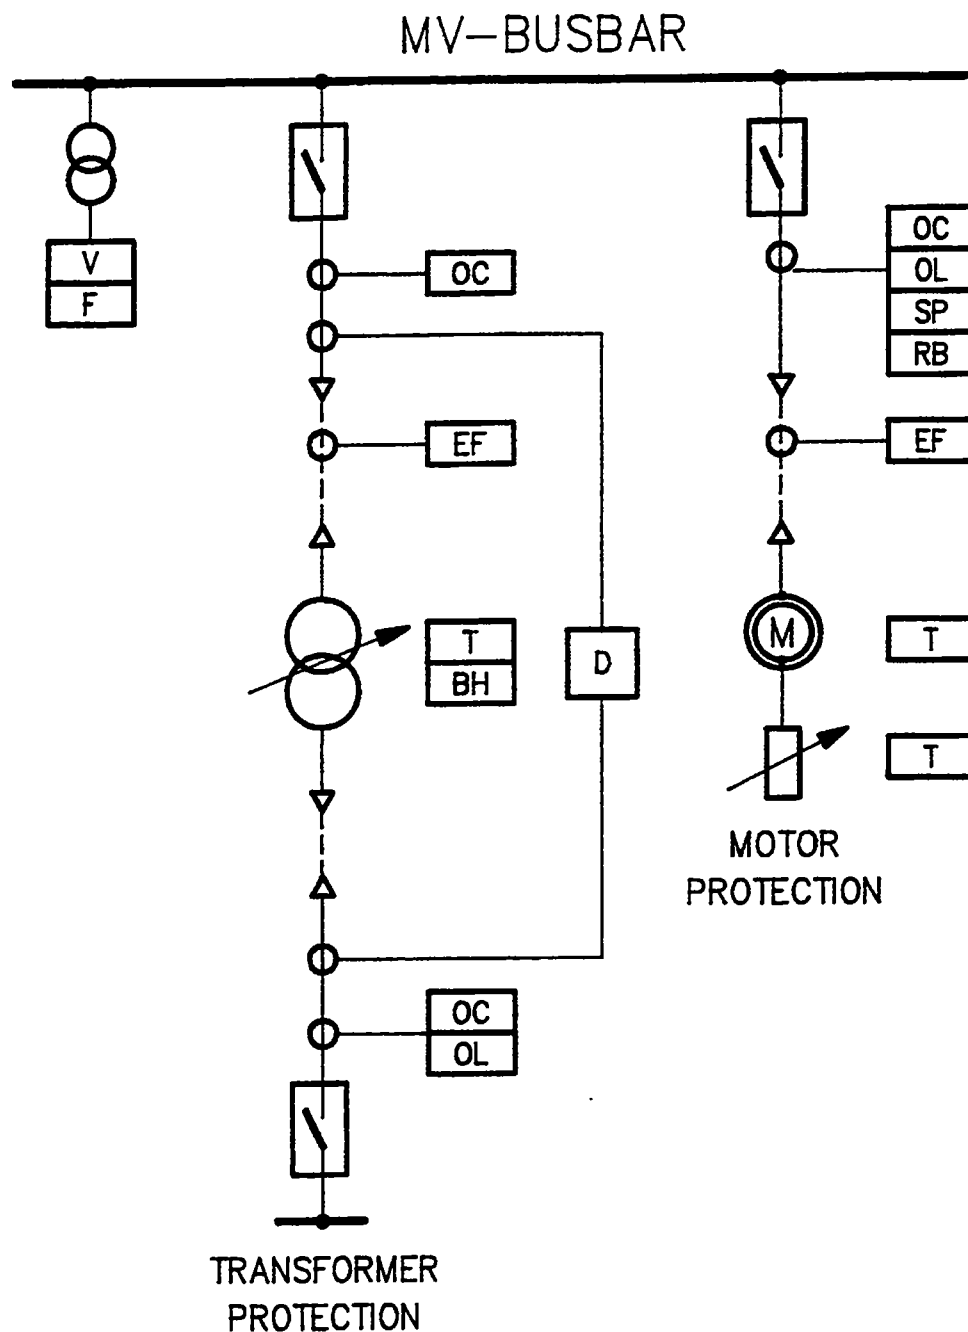 MV-BUSBAR
V
F
OC
EF
T
BH
D
OC
OL
TRANSFORMER
PROTECTION
OC
OL
SP
RB
EF
M
T
T
MOTOR
PROTECTION